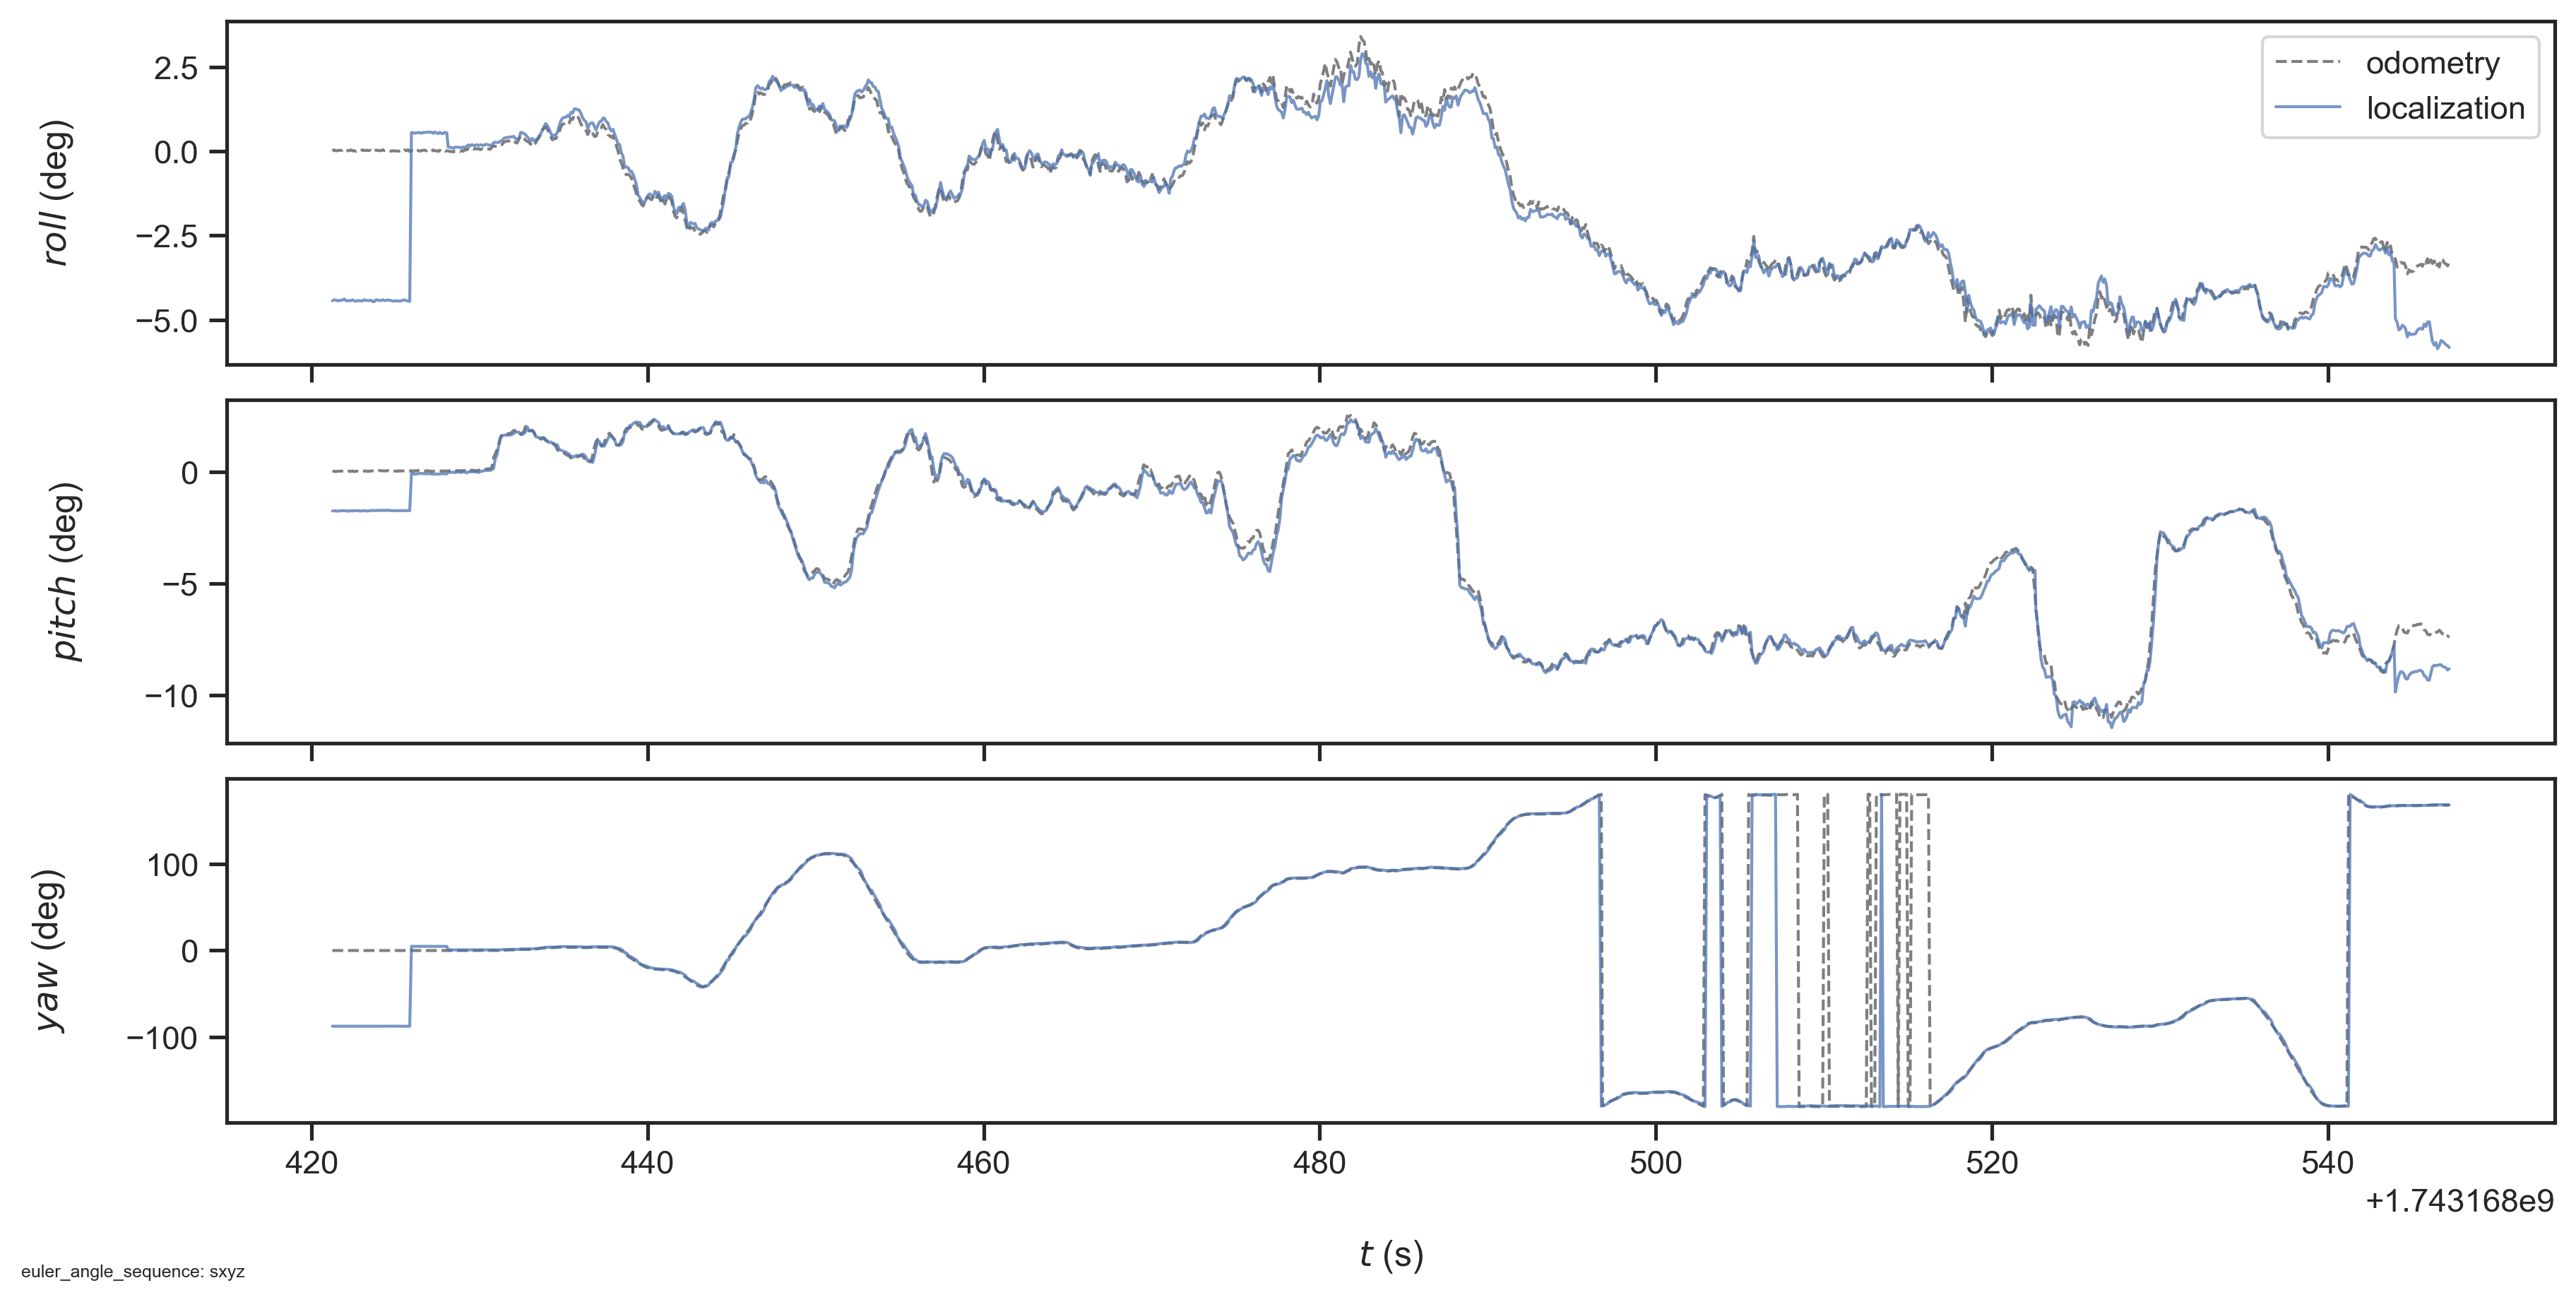 odometry
localization
roll (deg)
2.5
0.0
−2.5
−5.0
pitch (deg)
0
−5
−10
yaw (deg)
100
0
−100
420 440 460 480 500 520 540
+1.743168e9
t (s)
euler_angle_sequence: sxyz